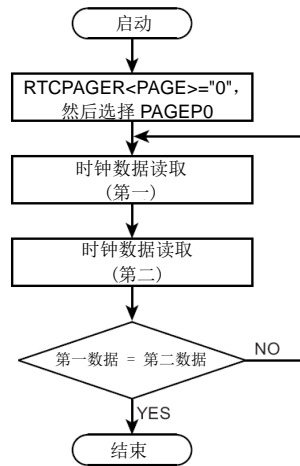 启动
RTCPAGER<PAGE>="0",
然后选择 PAGEP0
时钟数据读取
(第一)
时钟数据读取
(第二)
第一数据 = 第二数据
NO
YES
结束